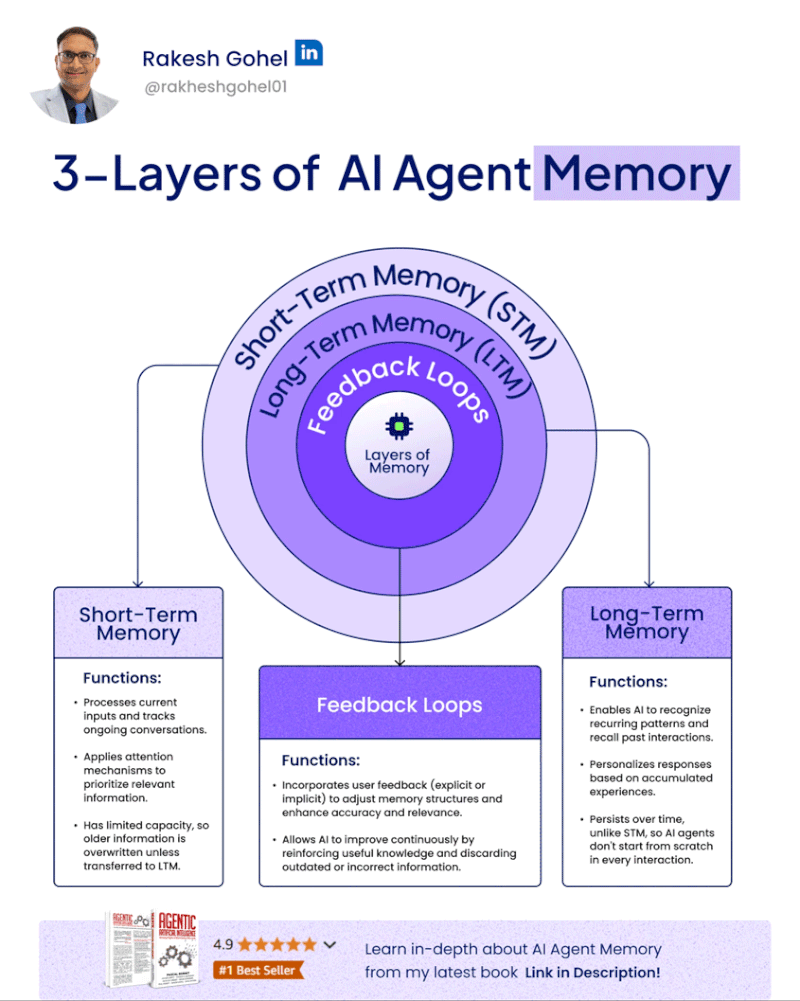 Rakesh Gohel in
@rakheshgohel01
3-Layers of AI Agent Memory
Short-Term Memory (STM)
Long-Term Memory (LTM)
Feedback Loops
Layers of
Memory
Short-Term
Memory
Functions:
• Processes current
inputs and tracks
ongoing conversations.
• Applies attention
mechanisms to
prioritize relevant
information.
• Has limited capacity, so
older information is
overwritten unless
transferred to LTM.
Feedback Loops
Functions:
• Incorporates user feedback (explicit or
implicit) to adjust memory structures and
enhance accuracy and relevance.
• Allows AI to improve continuously by
reinforcing useful knowledge and discarding
outdated or incorrect information.
Long-Term
Memory
Functions:
• Enables AI to recognize
recurring patterns and
recall past interactions.
• Personalizes responses
based on accumulated
experiences.
• Persists over time,
unlike STM, so AI agents
don't start from scratch
in every interaction.
AGENTIC
ARTIFICIAL INTELLIGENCE
4.9
#1 Best Seller
Learn in-depth about AI Agent Memory
from my latest book Link in Description!